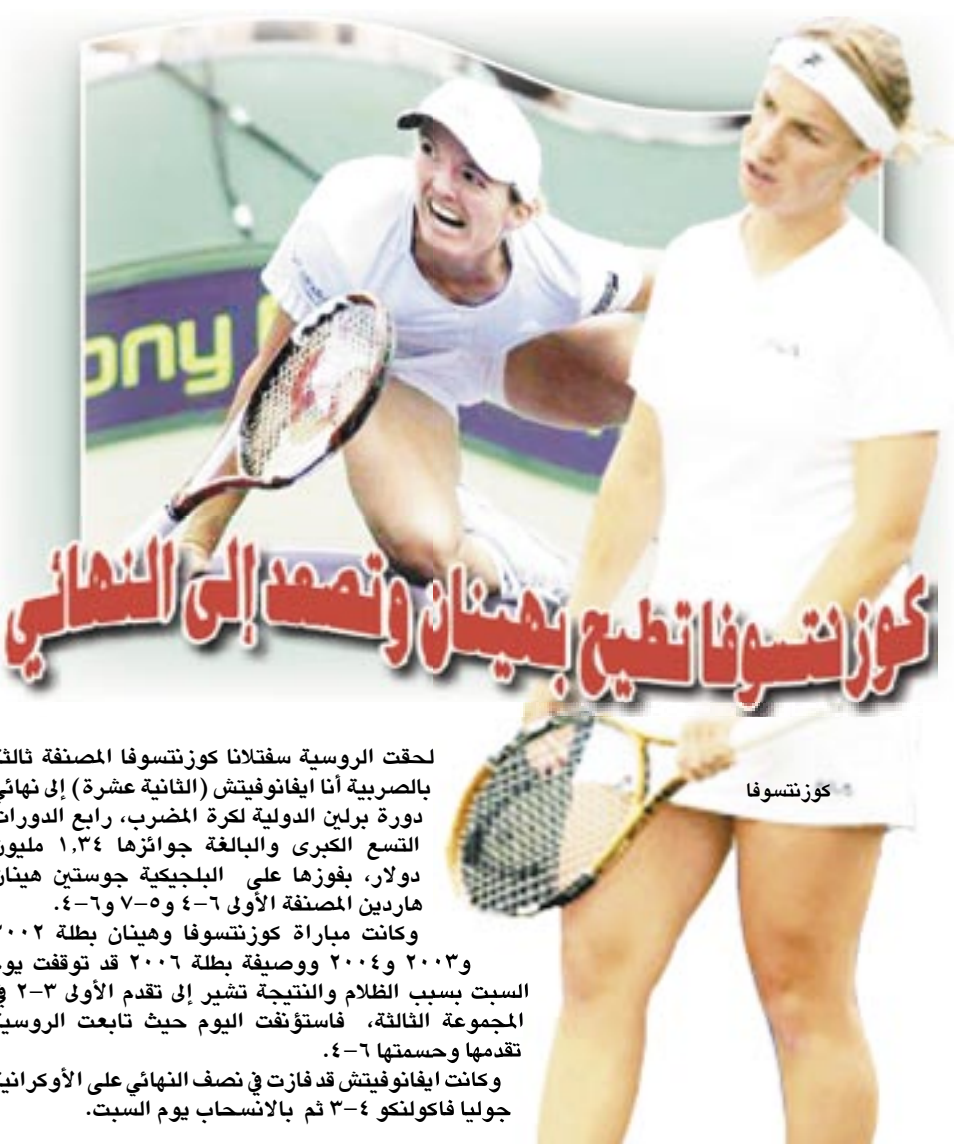 ony
كوزنتسوفا تطيح بهينان وتصعد إلى النهائي
كوزنتسوفا
لحقت الروسية سفتلانا كوزنتسوفا المصنفة ثالثة
بالصربية أنا ايفانوفيتش (الثانية عشرة) إلى نهائي
دورة برلين الدولية لكرة المضرب، رابع الدورات
التسع الكبرى والبالغة جوائزها ١,٣٤ مليون
دولار، بفوزها على البلجيكية جوستين هينان
هاردين المصنفة الأولى ٦–٤ و٥–٧ و٦–٤.
وكانت مباراة كوزنتسوفا وهينان بطلة ٢٠٠٢
و٢٠٠٣ و٢٠٠٤ ووصيفة بطلة ٢٠٠٦ قد توقفت يوم
السبت بسبب الظلام والنتيجة تشير إلى تقدم الأولى ٣–٢ في
المجموعة الثالثة، فاستؤنفت اليوم حيث تابعت الروسية
تقدمها وحسمتها ٦–٤.
وكانت ايفانوفيتش قد فازت في نصف النهائي على الأوكرانية
جوليا فاكولنكو ٤–٣ ثم بالانسحاب يوم السبت.